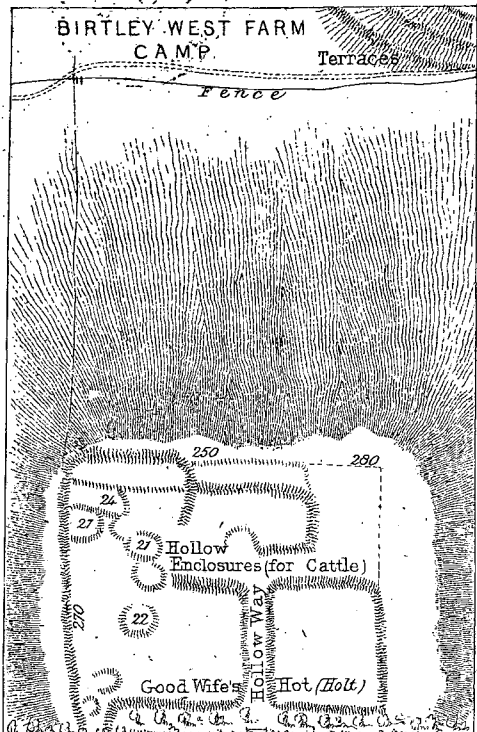 BIRTLEY WEST FARM
CAMP
Terraces
Fence
250
280
24
27
21
Hollow
Enclosures (for Cattle)
270
22
Hollow Way
Good Wife's Hot (Holt)